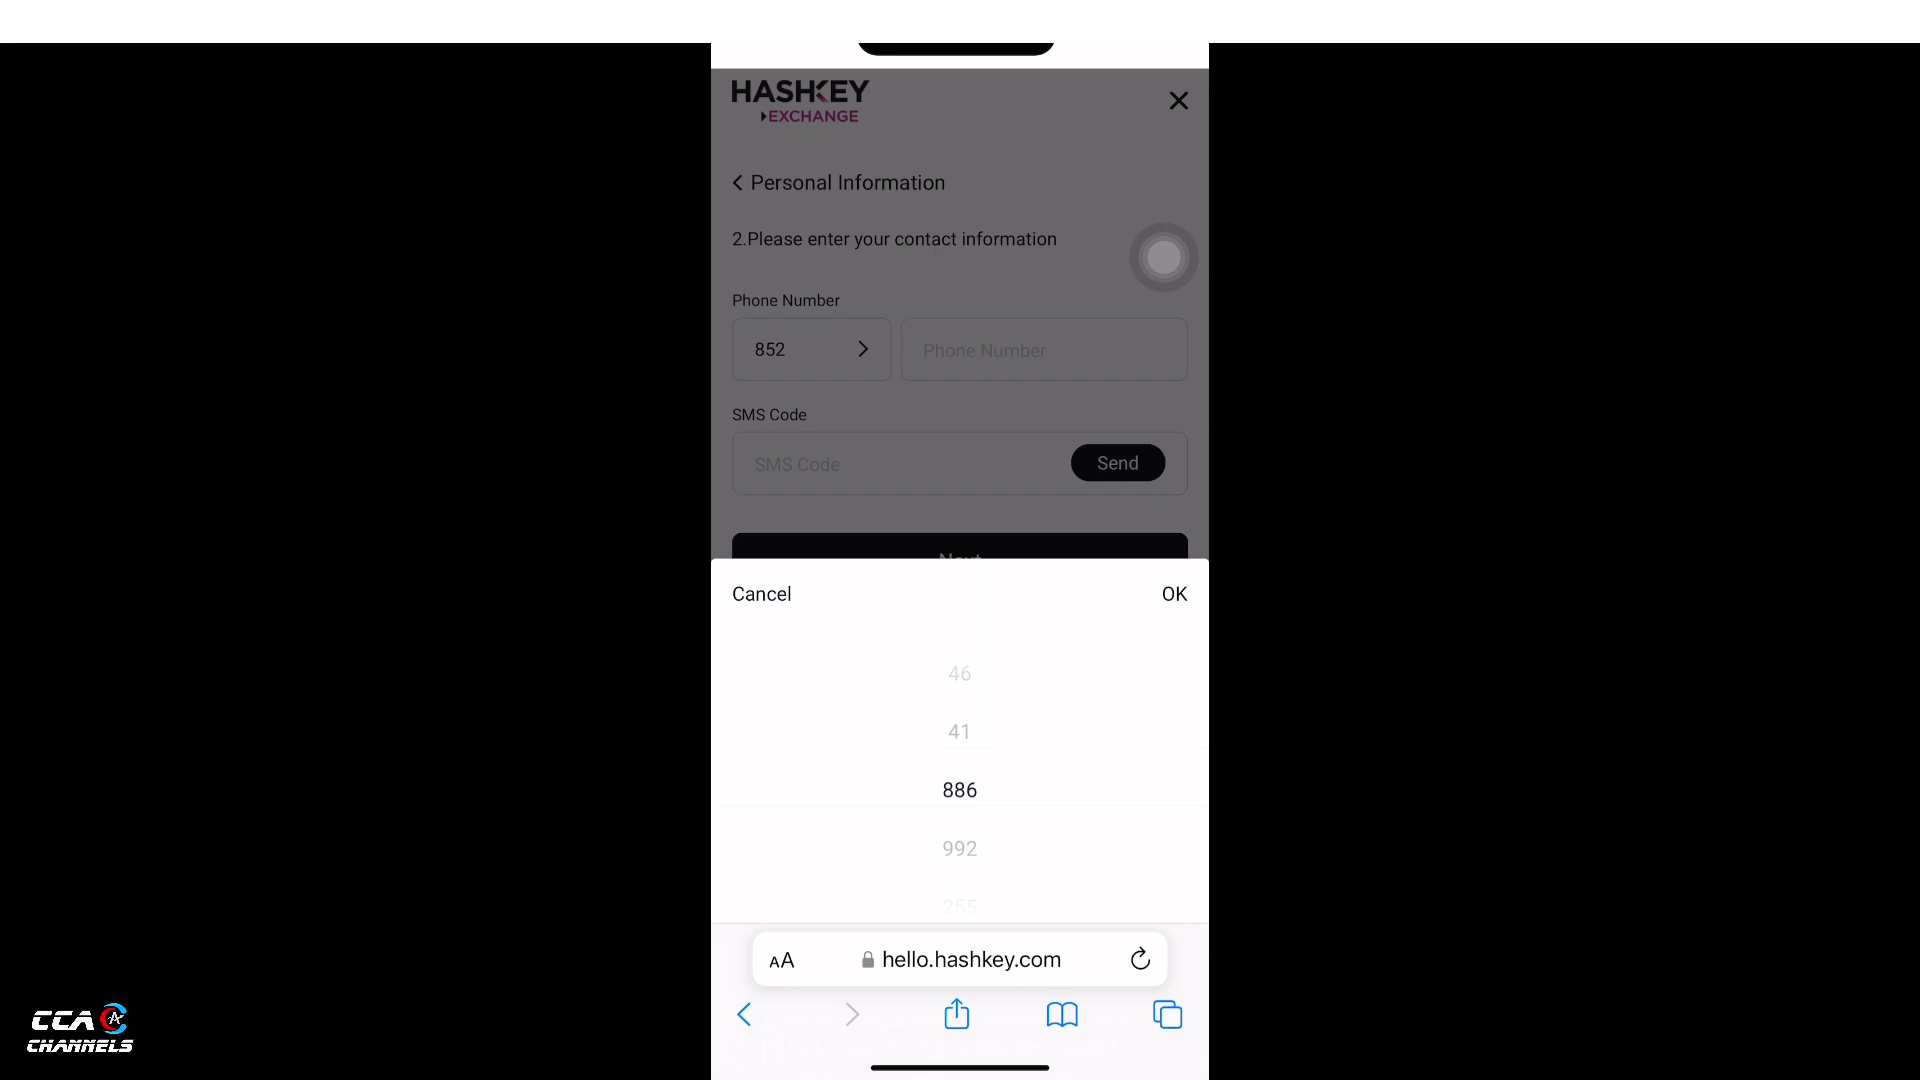 HASHKEY
EXCHANGE
Personal Information
2.Please enter your contact information
Phone Number
852
Phone Number
SMS Code
SMS Code
Send
Next
Cancel
OK
46
41
886
992
255
AA
hello.hashkey.com
CCA
CHANNELS